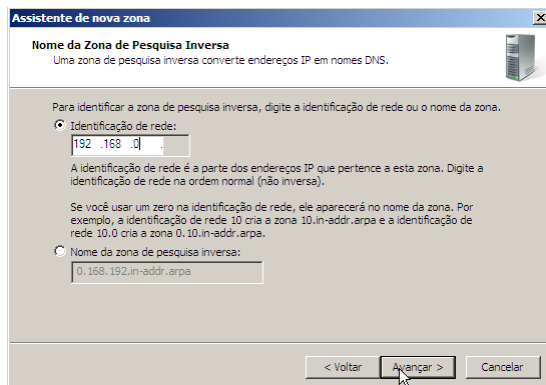 Assistente de nova zona
Nome da Zona de Pesquisa Inversa
Uma zona de pesquisa inversa converte endereços IP em nomes DNS.
Para identificar a zona de pesquisa inversa, digite a identificação de rede ou o nome da zona.
Identificação de rede:
192 .168 .0 .
A identificação de rede é a parte dos endereços IP que pertence a esta zona. Digite a
identificação de rede na ordem normal (não inversa).
Se você usar um zero na identificação de rede, ele aparecerá no nome da zona. Por
exemplo, a identificação de rede 10 cria a zona 10.in-addr.arpa e a identificação de
rede 10.0 cria a zona 0.10.in-addr.arpa.
Nome da zona de pesquisa inversa:
0.168.192.in-addr.arpa
< Voltar
Avançar >
Cancelar